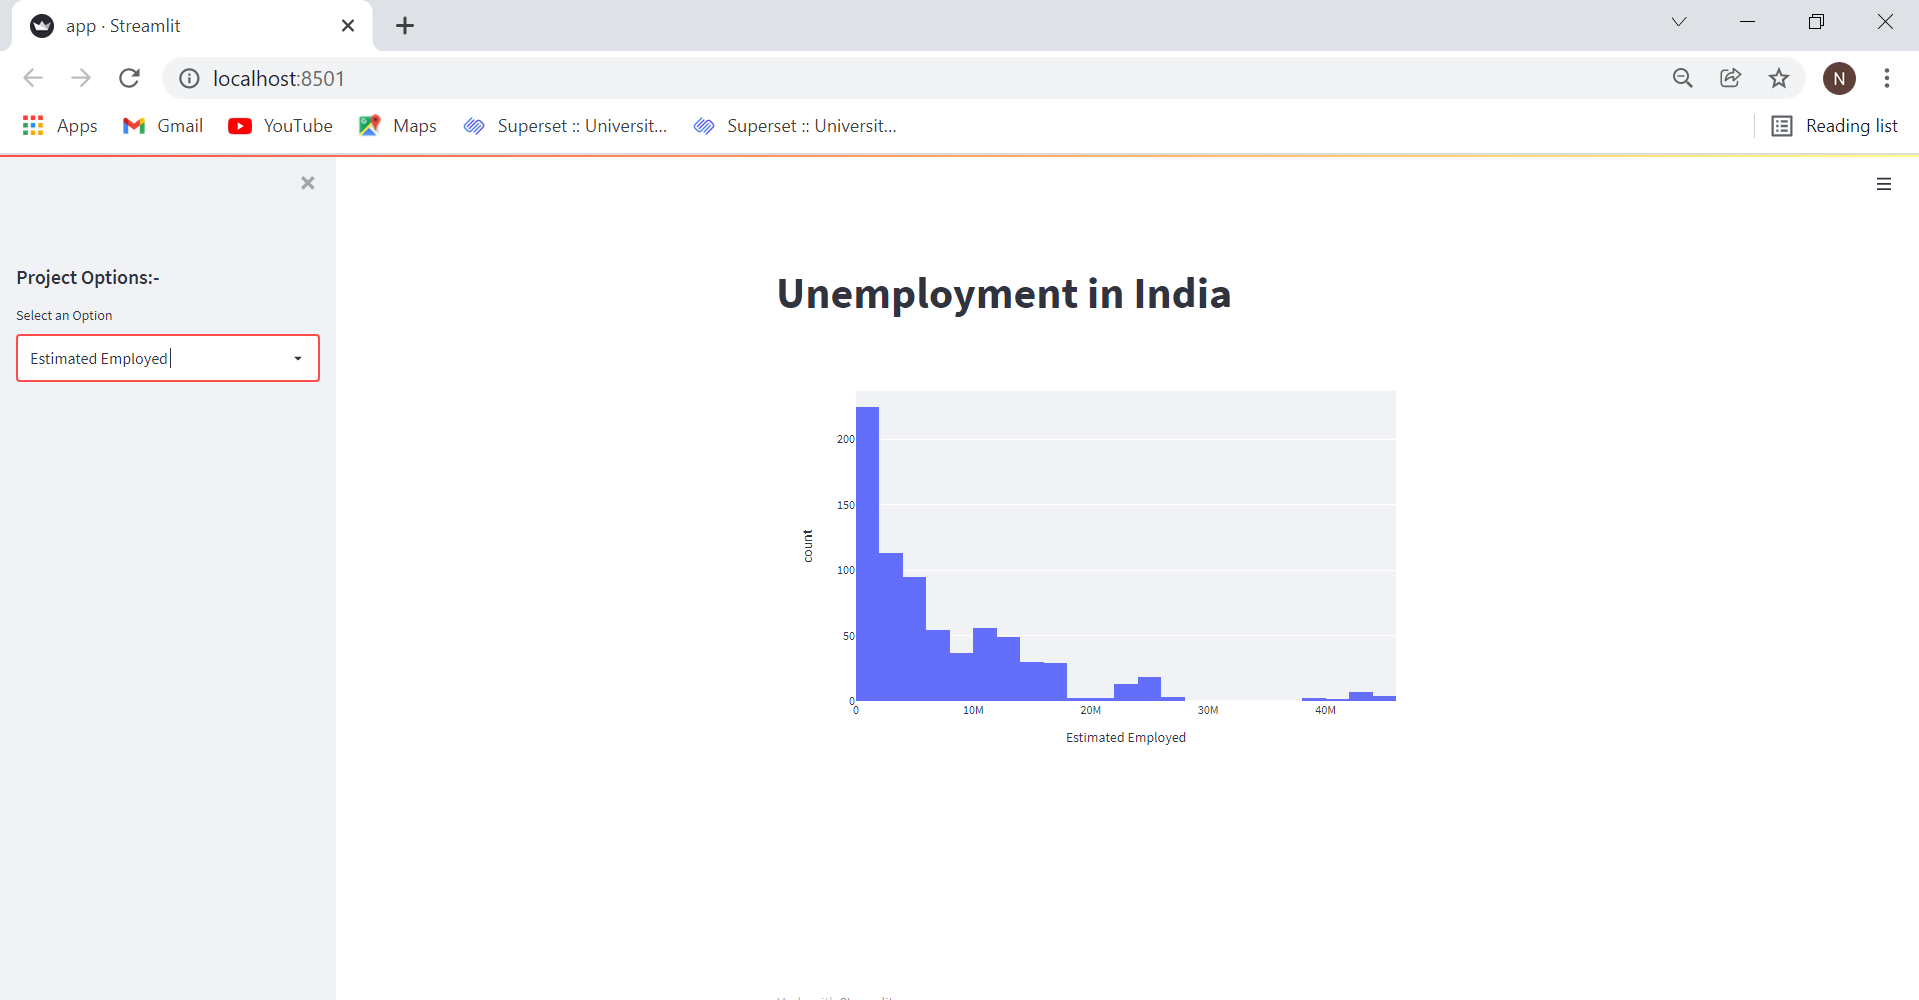 app · Streamlit
localhost:8501
N
Apps Gmail YouTube Maps Superset :: Universit... Superset :: Universit... Reading list
Project Options:-
Select an Option
Estimated Employed
Unemployment in India
200
150
100
50
0
count
0 10M 20M 30M 40M
Estimated Employed